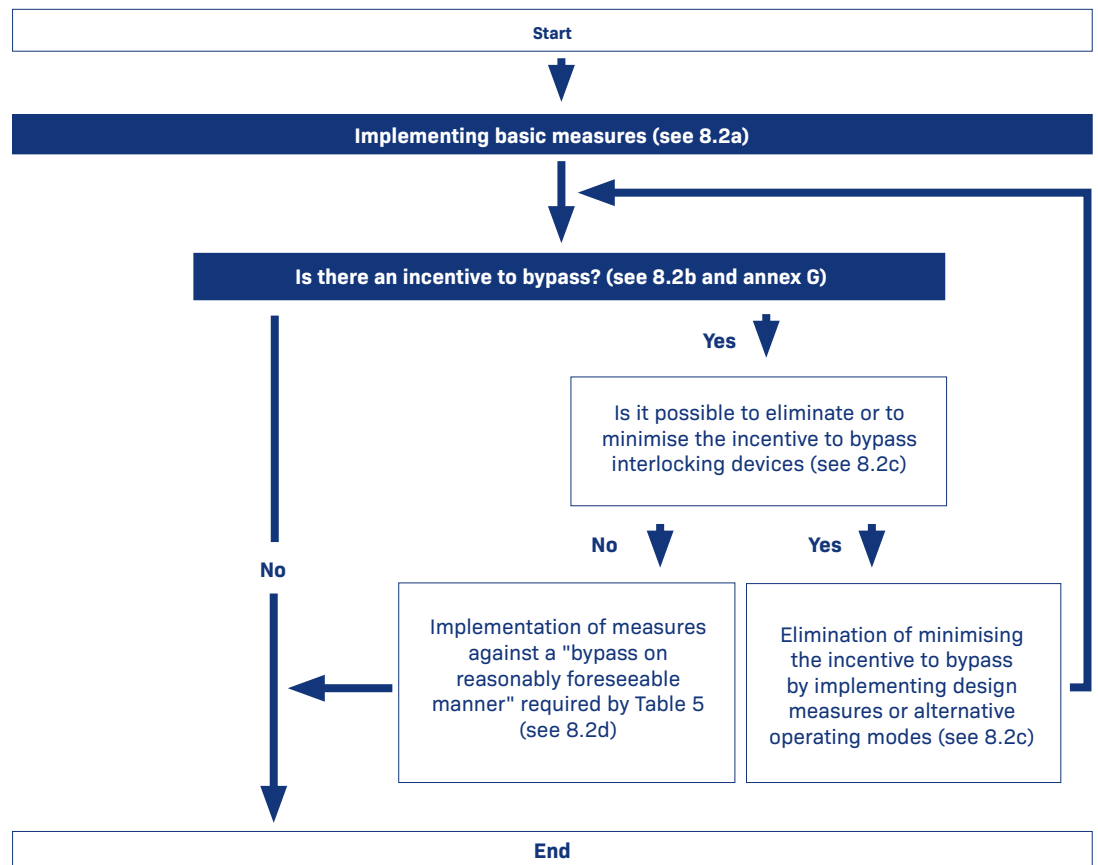 Start
Implementing basic measures (see 8.2a)
Is there an incentive to bypass? (see 8.2b and annex G)
Yes
Is it possible to eliminate or to
minimise the incentive to bypass
interlocking devices (see 8.2c)
No
Yes
No
Implementation of measures
against a "bypass on
reasonably foreseeable
manner" required by Table 5
(see 8.2d)
Elimination of minimising
the incentive to bypass
by implementing design
measures or alternative
operating modes (see 8.2c)
End